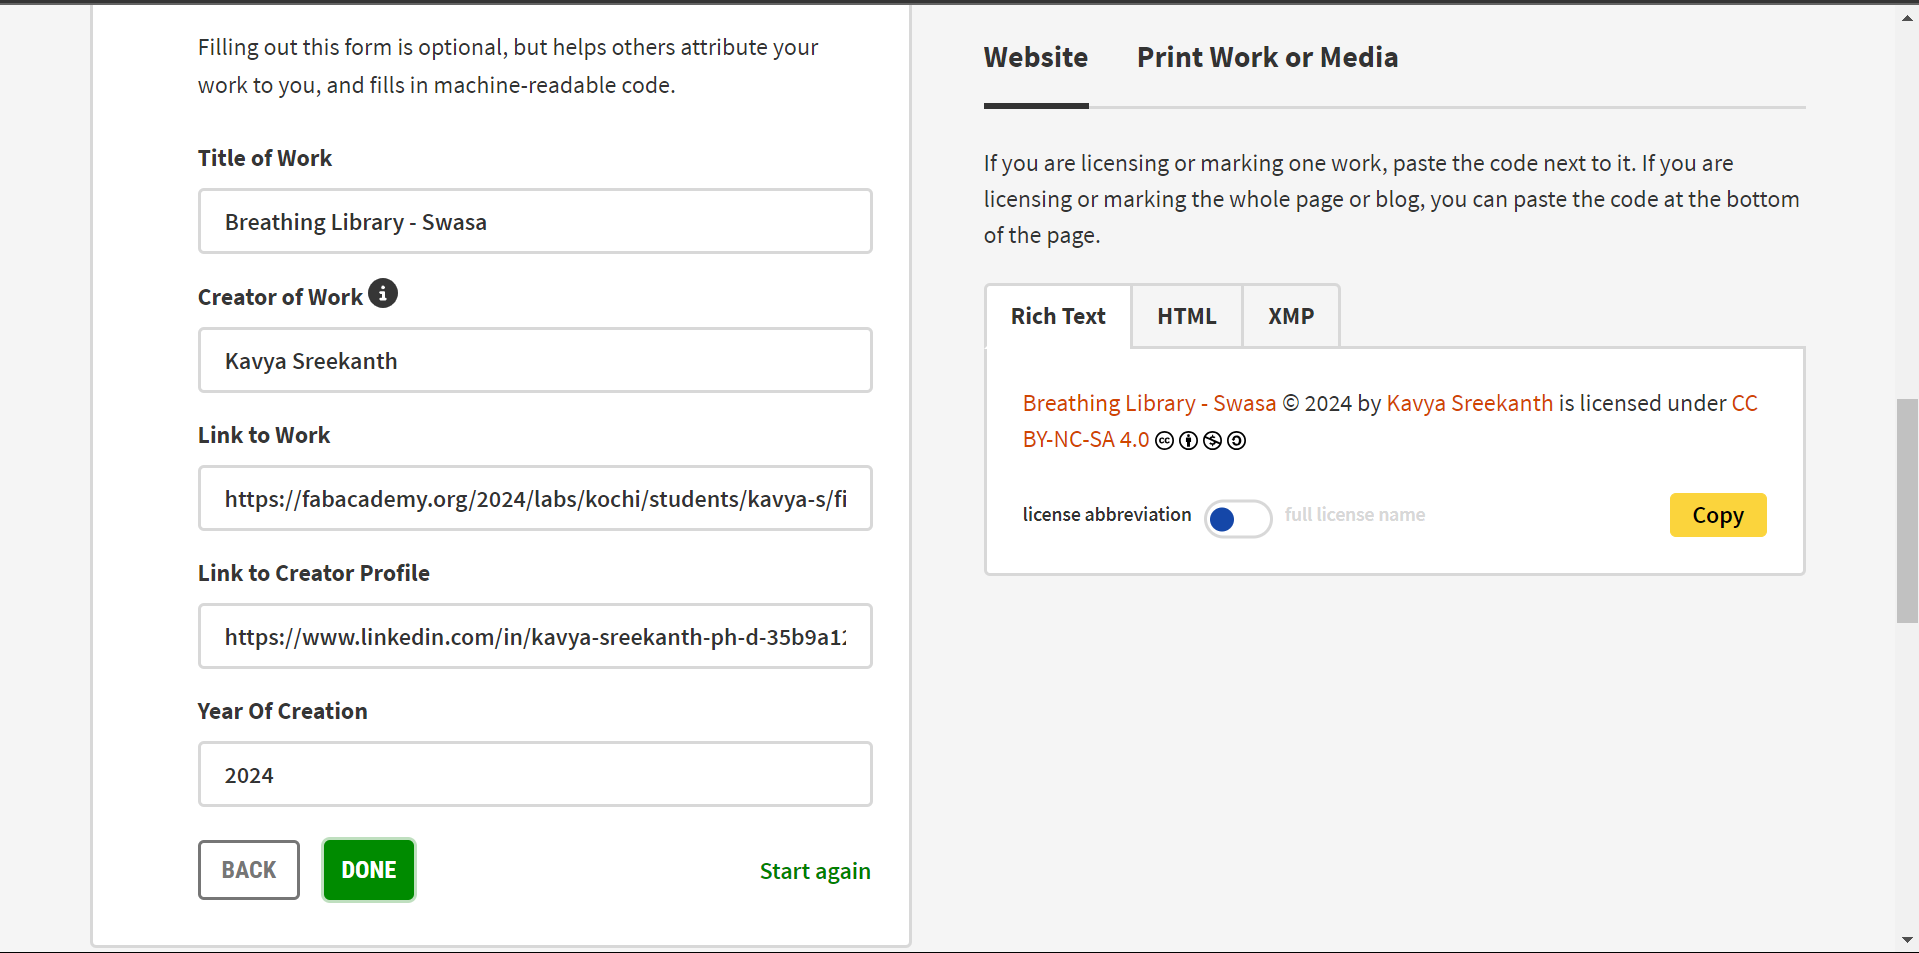 Filling out this form is optional, but helps others attribute your
work to you, and fills in machine-readable code.
Title of Work
Breathing Library - Swasa
Creator of Work
Kavya Sreekanth
Link to Work
https://fabacademy.org/2024/labs/kochi/students/kavya-s/fi
Link to Creator Profile
https://www.linkedin.com/in/kavya-sreekanth-ph-d-35b9a12
Year Of Creation
2024
BACK
DONE
Start again
Website
Print Work or Media
If you are licensing or marking one work, paste the code next to it. If you are
licensing or marking the whole page or blog, you can paste the code at the bottom
of the page.
Rich Text
HTML
XMP
Breathing Library - Swasa © 2024 by Kavya Sreekanth is licensed under CC
BY-NC-SA 4.0
license abbreviation
full license name
Copy